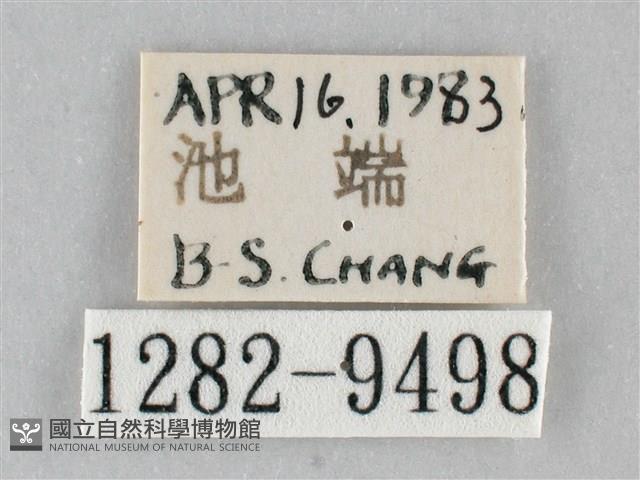 APR 16, 1983
池 端
B-S. CHANG
1282-9498
國立自然科學博物館
NATIONAL MUSEUM OF NATURAL SCIENCE